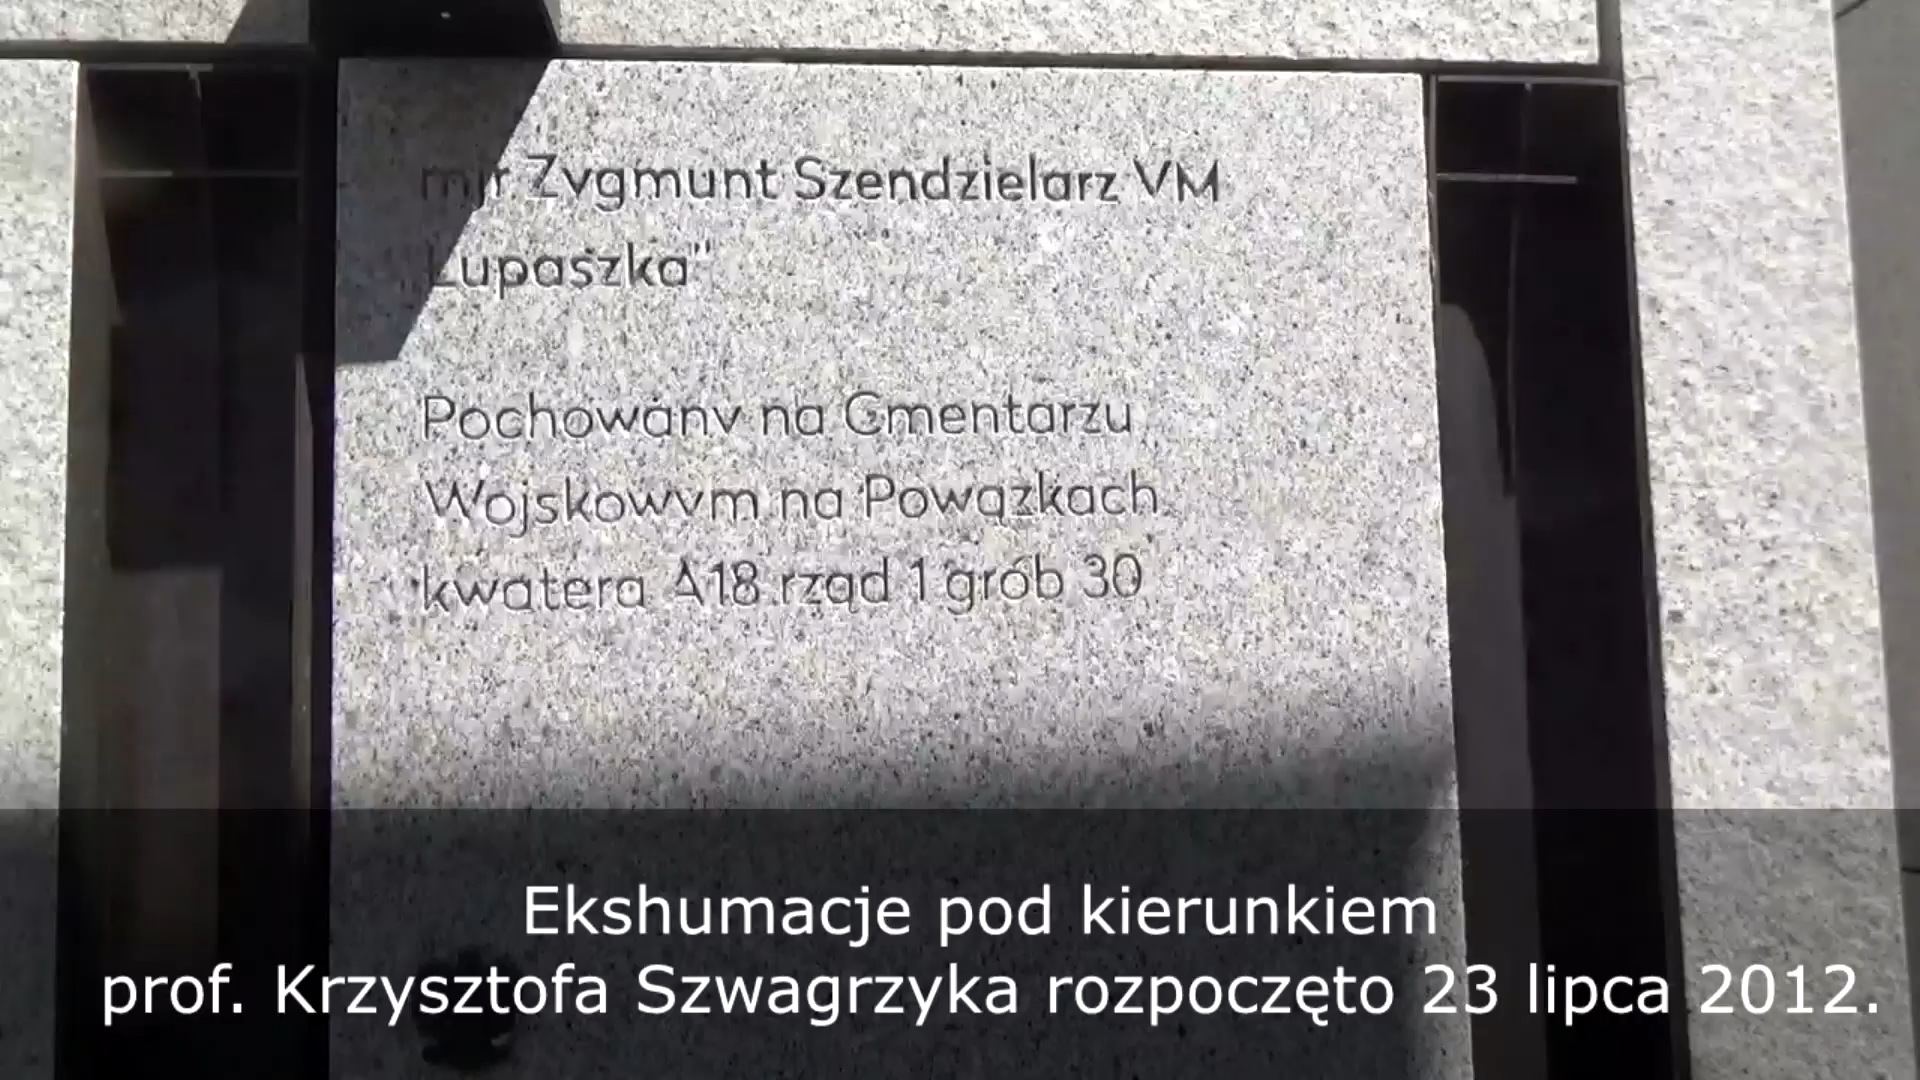 mjr Zygmunt Szendzielarz VM
"Łupaszka"
Pochowany na Cmentarzu
Wojskowym na Powązkach
kwatera A18 rząd 1 grób 30
Ekshumacje pod kierunkiem
prof. Krzysztofa Szwagrzyka rozpoczęto 23 lipca 2012.